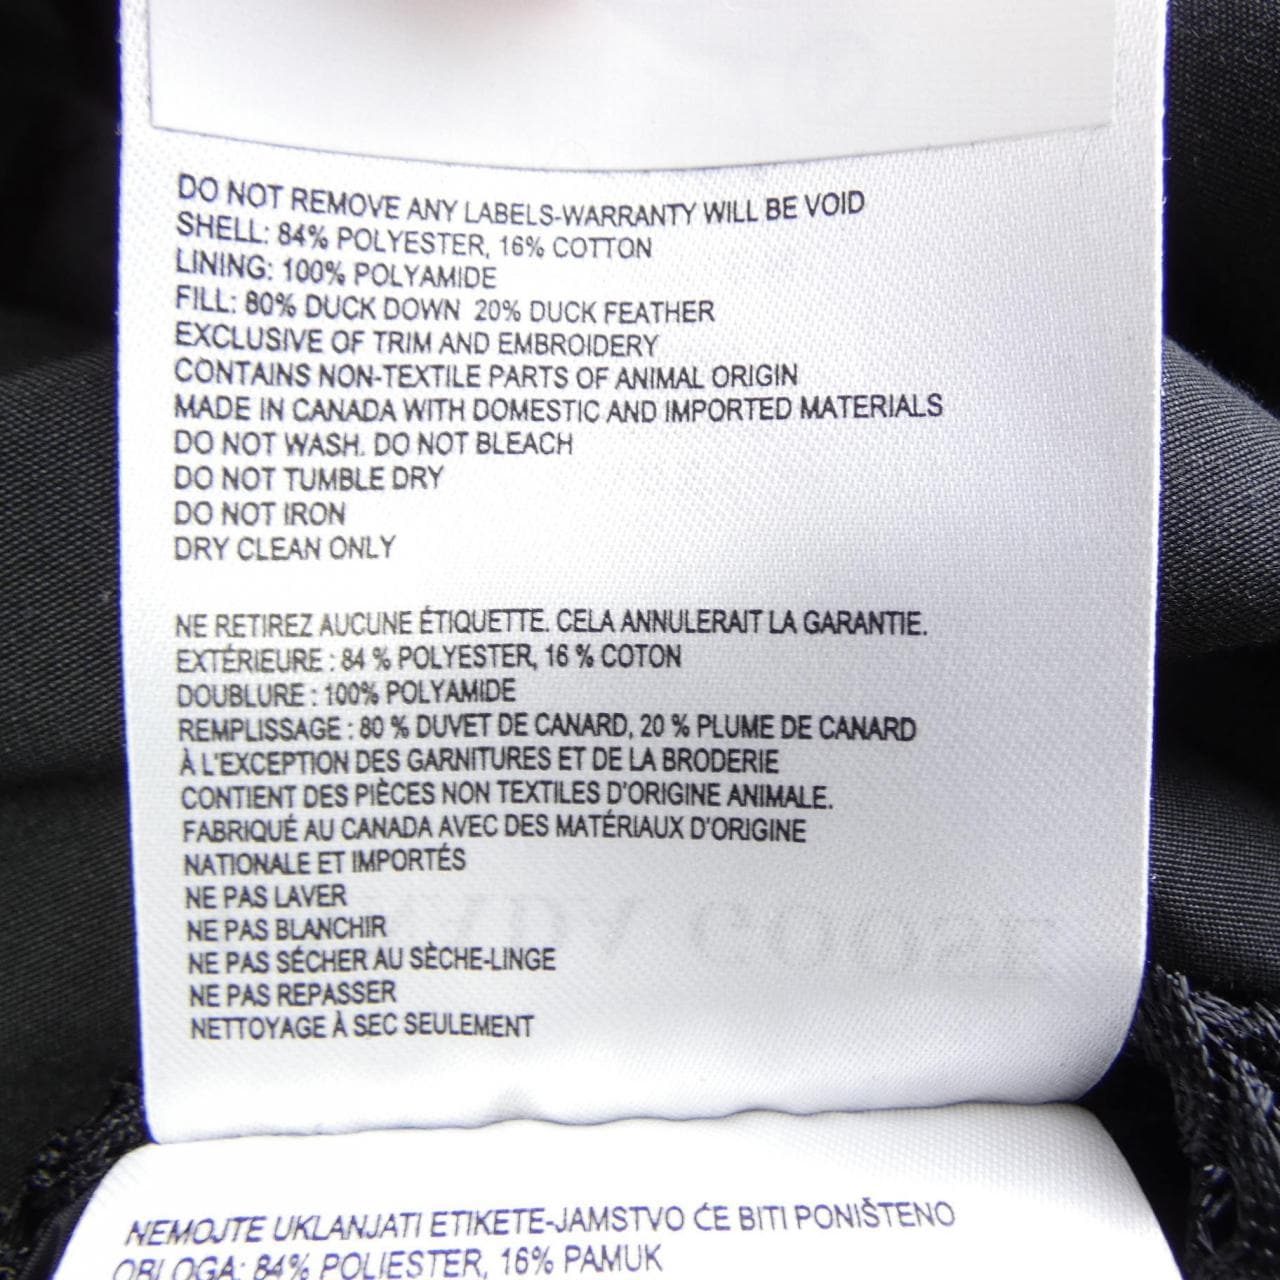 DO NOT REMOVE ANY LABELS-WARRANTY WILL BE VOID
SHELL: 84% POLYESTER, 16% COTTON
LINING: 100% POLYAMIDE
FILL: 80% DUCK DOWN 20% DUCK FEATHER
EXCLUSIVE OF TRIM AND EMBROIDERY
CONTAINS NON-TEXTILE PARTS OF ANIMAL ORIGIN
MADE IN CANADA WITH DOMESTIC AND IMPORTED MATERIALS
DO NOT WASH. DO NOT BLEACH
DO NOT TUMBLE DRY
DO NOT IRON
DRY CLEAN ONLY
NE RETIREZ AUCUNE ÉTIQUETTE. CELA ANNULERAIT LA GARANTIE.
EXTÉRIEURE : 84 % POLYESTER, 16 % COTON
DOUBLURE : 100% POLYAMIDE
REMPLISSAGE : 80 % DUVET DE CANARD, 20 % PLUME DE CANARD
À L'EXCEPTION DES GARNITURES ET DE LA BRODERIE
CONTIENT DES PIÈCES NON TEXTILES D'ORIGINE ANIMALE.
FABRIQUÉ AU CANADA AVEC DES MATÉRIAUX D'ORIGINE
NATIONALE ET IMPORTÉS
NE PAS LAVER
NE PAS BLANCHIR
NE PAS SÉCHER AU SÈCHE-LINGE
NE PAS REPASSER
NETTOYAGE À SEC SEULEMENT
NEMOJTE UKLANJATI ETIKETE-JAMSTVO ĆE BITI PONIŠTENO
OBLOGA: 84% POLIESTER, 16% PAMUK